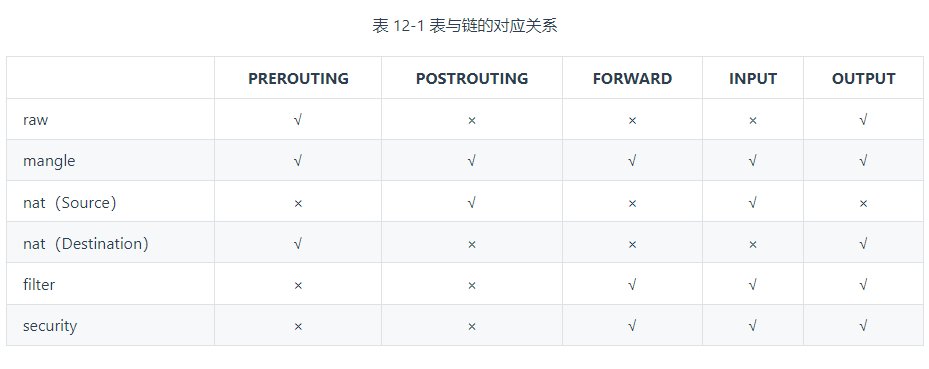 表 12-1 表与链的对应关系
PREROUTING POSTROUTING FORWARD INPUT OUTPUT
raw √ × × × √
mangle √ √ √ √ √
nat（Source） × √ × √ ×
nat（Destination） √ × × × √
filter × × √ √ √
security × × √ √ √